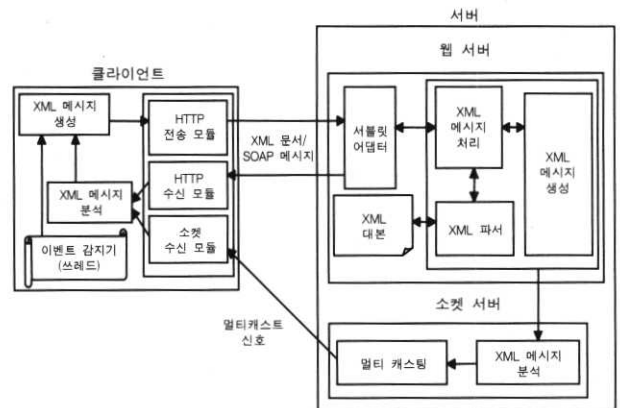 서버
웹 서버
클라이언트
XML 메시지
생성
HTTP
전송 모듈
HTTP
수신 모듈
소켓
수신 모듈
XML 메시지
분석
이벤트 감지기
(쓰레드)
XML 문서/
SOAP 메시지
서블릿
어댑터
XML
메시지
처리
XML
메시지
생성
XML
대본
XML 파서
멀티캐스트
신호
소켓 서버
멀티 캐스팅
XML 메시지
분석